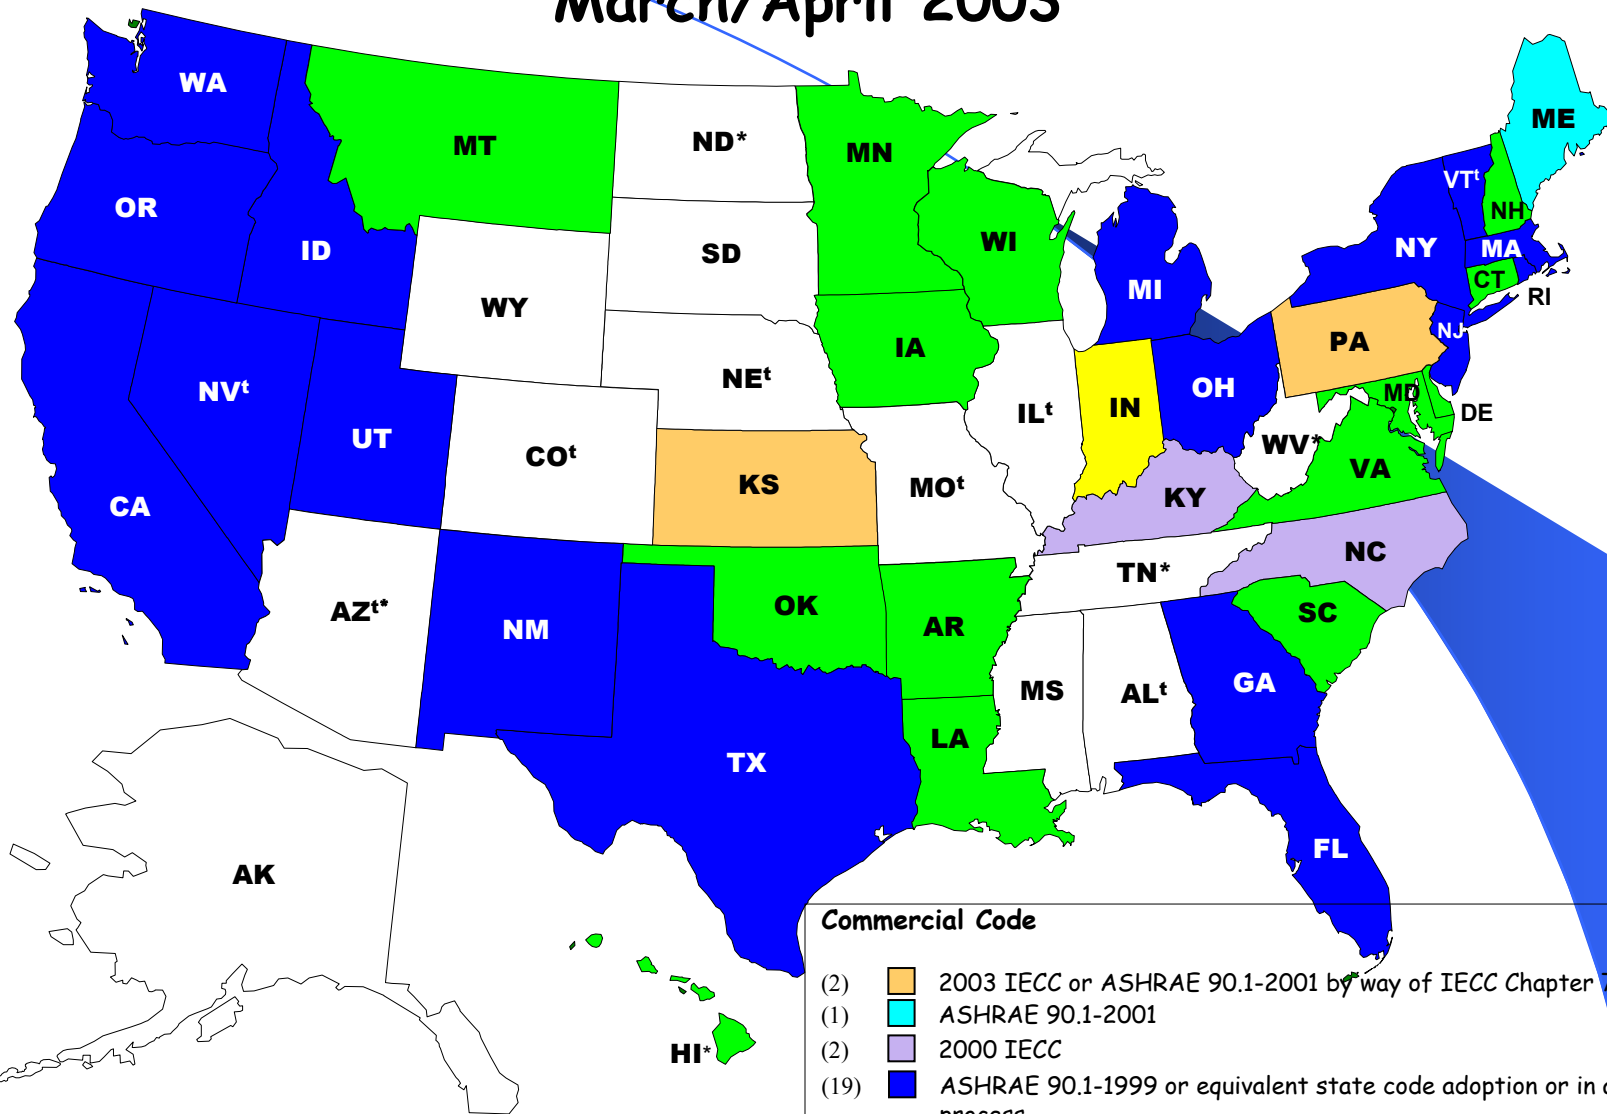 March/April 2003
WA
MT
ND*
MN
ME
OR
ID
SD
WI
VTᵗ
NH
NY
MA
MI
CT
RI
WY
IA
PA
NJ
NVᵗ
NEᵗ
UT
COᵗ
ILᵗ
IN
OH
MD
DE
WV*
CA
KS
MOᵗ
KY
VA
NC
AZᵗ*
NM
OK
AR
TN*
SC
MS
ALᵗ
GA
LA
TX
AK
FL
HI*
Commercial Code
(2) 2003 IECC or ASHRAE 90.1-2001 by way of IECC Chapter
(1) ASHRAE 90.1-2001
(2) 2000 IECC
(19) ASHRAE 90.1-1999 or equivalent state code adoption or in
process